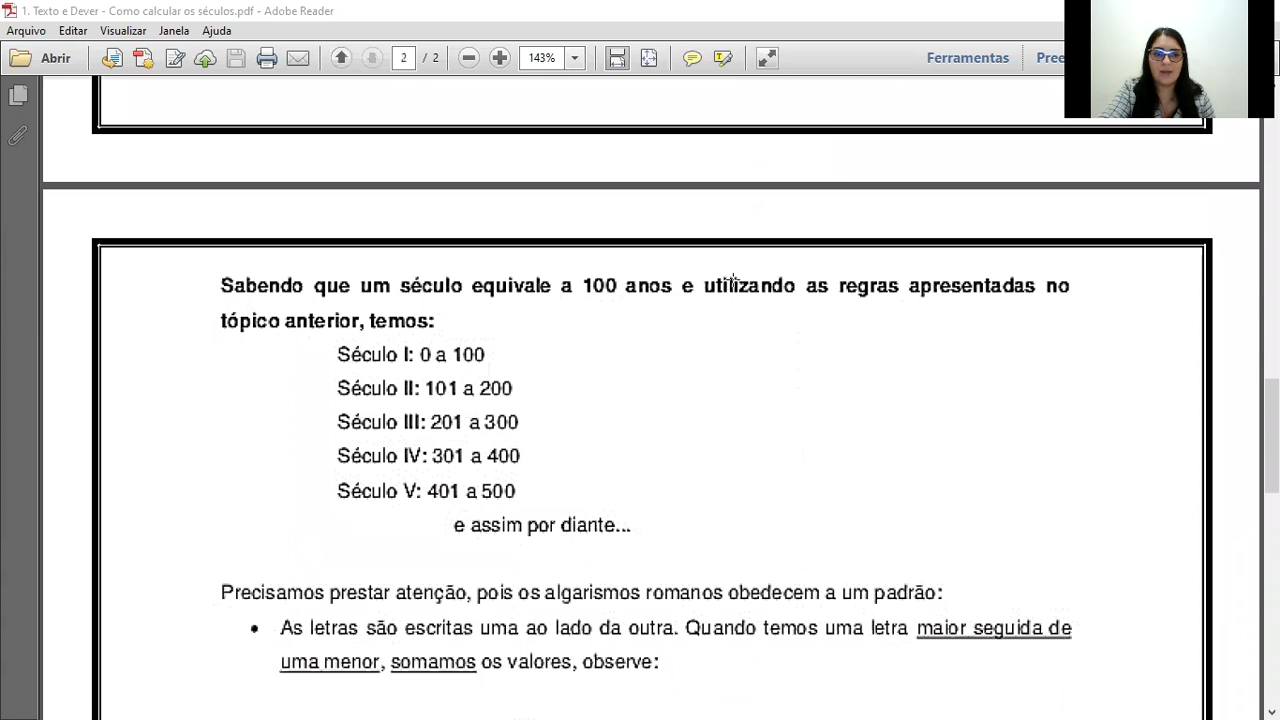 1. Texto e Dever - Como calcular os séculos.pdf - Adobe Reader
Arquivo Editar Visualizar Janela Ajuda
Abrir 2 / 2 143% Ferramentas Pree
Sabendo que um século equivale a 100 anos e utilizando as regras apresentadas no
tópico anterior, temos:
Século I: 0 a 100
Século II: 101 a 200
Século III: 201 a 300
Século IV: 301 a 400
Século V: 401 a 500
e assim por diante...
Precisamos prestar atenção, pois os algarismos romanos obedecem a um padrão:
• As letras são escritas uma ao lado da outra. Quando temos uma letra maior seguida de
uma menor, somamos os valores, observe: